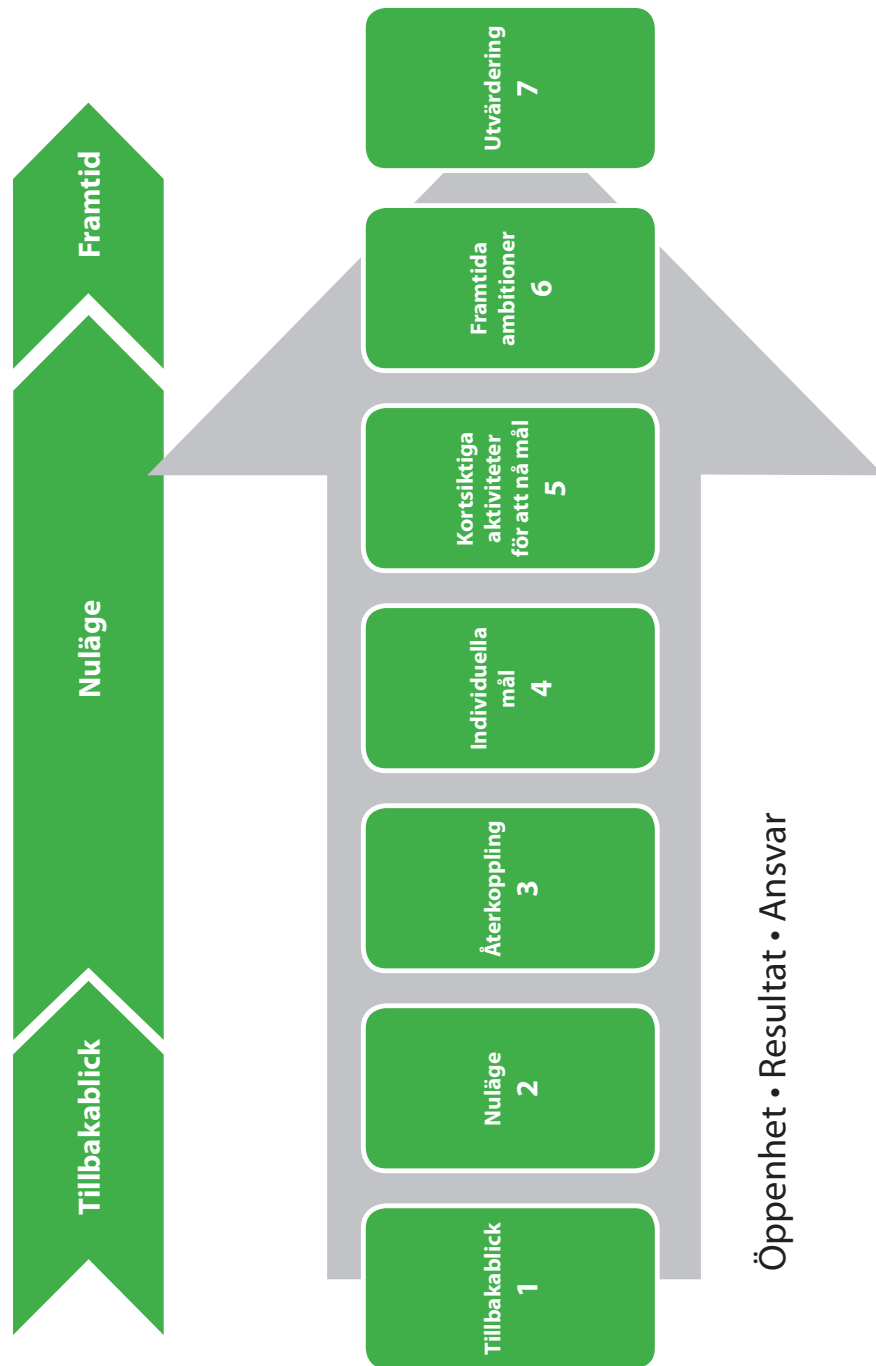 Tillbakablick
Nuläge
Framtid
Tillbakablick
1
Nuläge
2
Återkoppling
3
Individuella
mål
4
Kortsiktiga
aktiviteter
för att nå mål
5
Framtida
ambitioner
6
Utvärdering
7
Öppenhet • Resultat • Ansvar